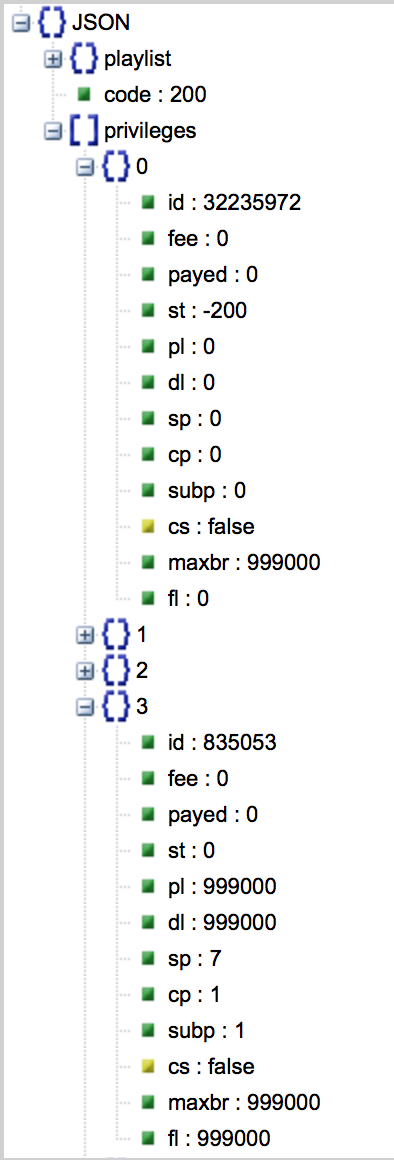 JSON
playlist
code : 200
privileges
0
id : 32235972
fee : 0
payed : 0
st : -200
pl : 0
dl : 0
sp : 0
cp : 0
subp : 0
cs : false
maxbr : 999000
fl : 0
1
2
3
id : 835053
fee : 0
payed : 0
st : 0
pl : 999000
dl : 999000
sp : 7
cp : 1
subp : 1
cs : false
maxbr : 999000
fl : 999000